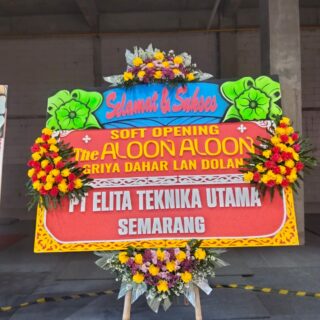 Selamat & Sukses
SOFT OPENING
The ALOON ALOON
GRIYA DAHAR LAN DOLAN
PT ELITA TEKNIKA UTAMA
SEMARANG